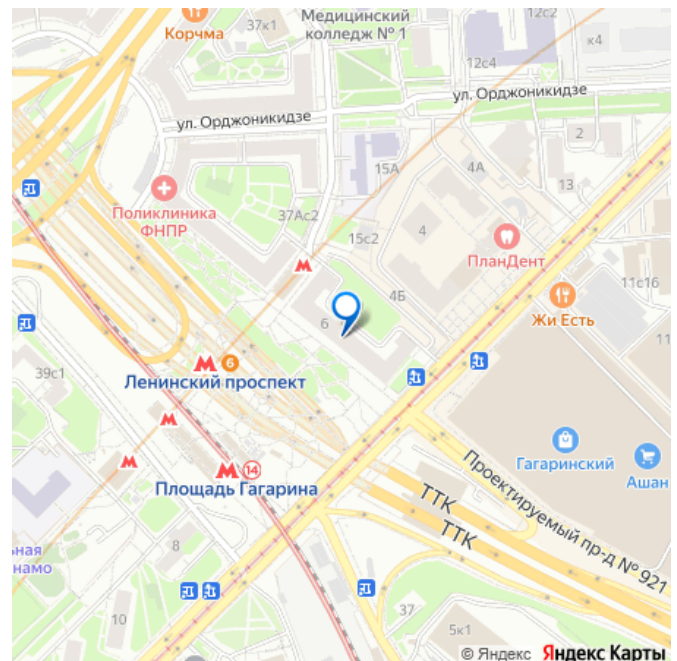 37к1
Корчма
Медицинский
колледж № 1
12с2
к4
12с4
ул. Орджоникидзе
ул. Орджоникидзе
2
15А
4А
13
Поликлиника
ФНПР
37Ас2
15с2
4
ПланДент
11с16
4Б
6
Жи Есть
11
39с1
6
Ленинский проспект
Гагаринский
Ашан
14
Площадь Гагарина
Проектируемый пр-д № 921
ТТК
ТТК
8
ьная
намо
10
37
5к1
© Яндекс Яндекс Карты